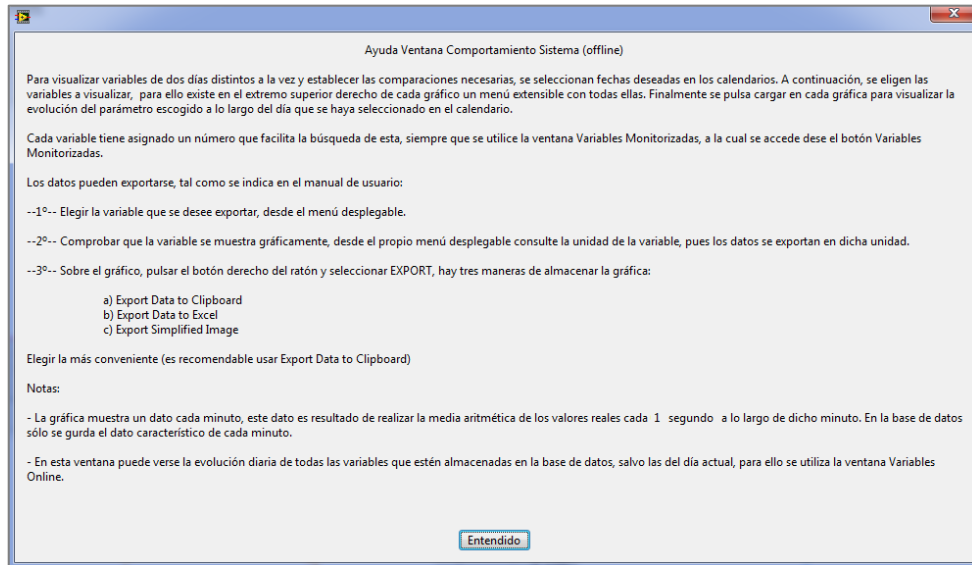 Ayuda Ventana Comportamiento Sistema (offline)
Para visualizar variables de dos días distintos a la vez y establecer las comparaciones necesarias, se seleccionan fechas deseadas en los calendarios. A continuación, se eligen las
variables a visualizar, para ello existe en el extremo superior derecho de cada gráfico un menú extensible con todas ellas. Finalmente se pulsa cargar en cada gráfica para visualizar la
evolución del parámetro escogido a lo largo del día que se haya seleccionado en el calendario.
Cada variable tiene asignado un número que facilita la búsqueda de esta, siempre que se utilice la ventana Variables Monitorizadas, a la cual se accede dese el botón Variables
Monitorizadas.
Los datos pueden exportarse, tal como se indica en el manual de usuario:
--1º-- Elegir la variable que se desee exportar, desde el menú desplegable.
--2º-- Comprobar que la variable se muestra gráficamente, desde el propio menú desplegable consulte la unidad de la variable, pues los datos se exportan en dicha unidad.
--3º-- Sobre el gráfico, pulsar el botón derecho del ratón y seleccionar EXPORT, hay tres maneras de almacenar la gráfica:
a) Export Data to Clipboard
b) Export Data to Excel
c) Export Simplified Image
Elegir la más conveniente (es recomendable usar Export Data to Clipboard)
Notas:
- La gráfica muestra un dato cada minuto, este dato es resultado de realizar la media aritmética de los valores reales cada 1 segundo a lo largo de dicho minuto. En la base de datos
sólo se gurda el dato característico de cada minuto.
- En esta ventana puede verse la evolución diaria de todas las variables que estén almacenadas en la base de datos, salvo las del día actual, para ello se utiliza la ventana Variables
Online.
Entendido